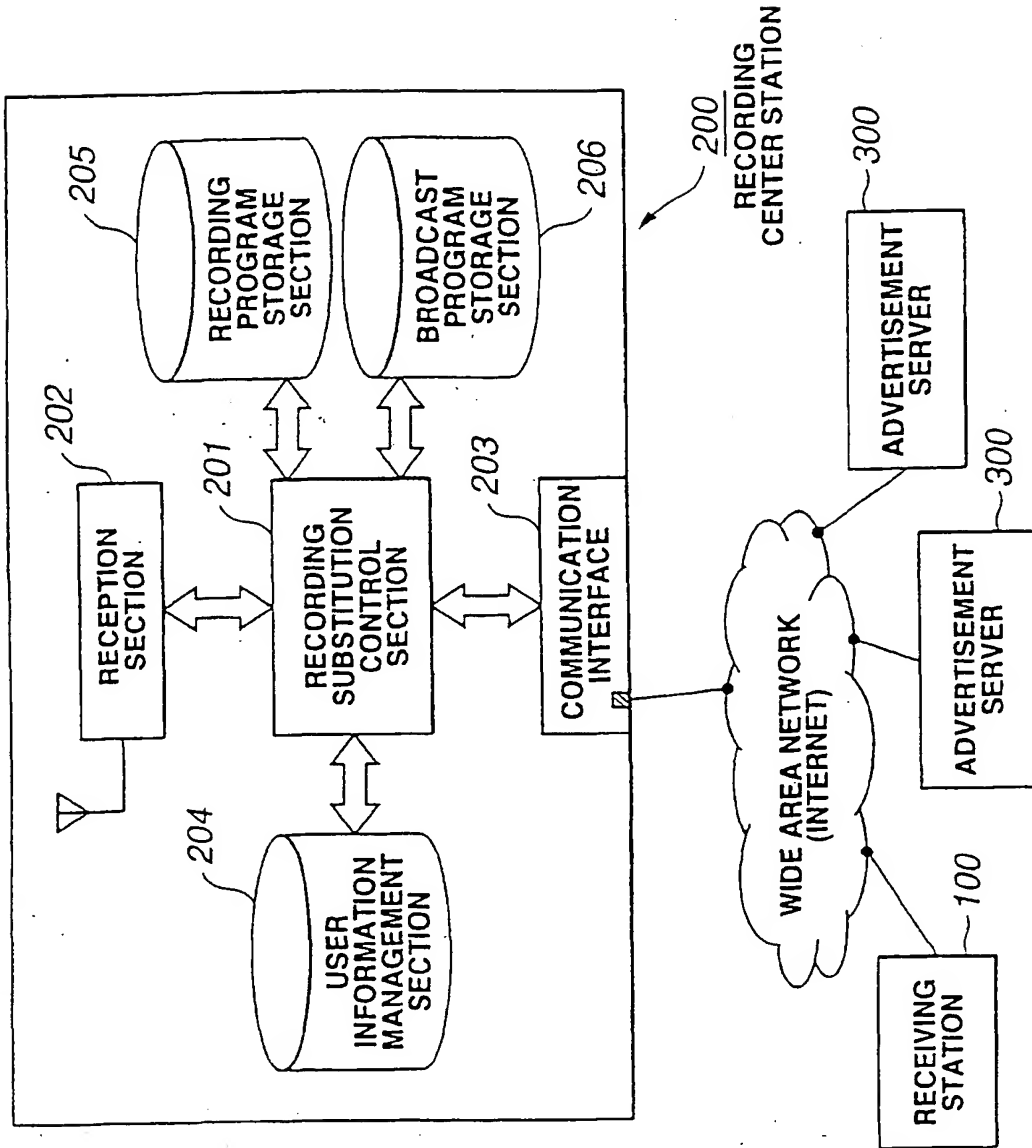 202
RECEPTION
SECTION
205
RECORDING
PROGRAM
STORAGE
SECTION
204
USER
INFORMATION
MANAGEMENT
SECTION
201
RECORDING
SUBSTITUTION
CONTROL
SECTION
BROADCAST
PROGRAM
STORAGE
SECTION
206
203
COMMUNICATION
INTERFACE
200
RECORDING
CENTER STATION
WIDE AREA NETWORK
(INTERNET)
100
RECEIVING
STATION
300
ADVERTISEMENT
SERVER
300
ADVERTISEMENT
SERVER